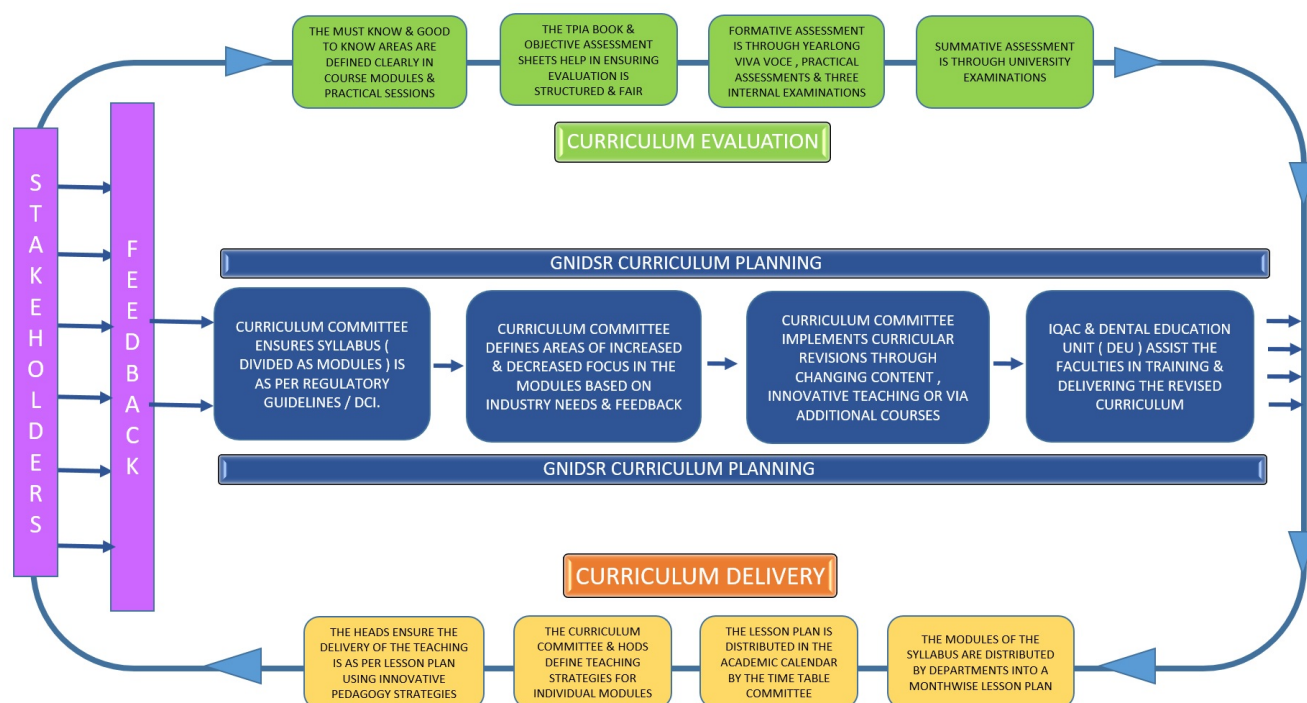 THE MUST KNOW & GOOD
TO KNOW AREAS ARE
DEFINED CLEARLY IN
COURSE MODULES &
PRACTICAL SESSIONS
THE TPIA BOOK &
OBJECTIVE ASSESSMENT
SHEETS HELP IN ENSURING
EVALUATION IS
STRUCTURED & FAIR
FORMATIVE ASSESSMENT
IS THROUGH YEARLONG
VIVA VOCE , PRACTICAL
ASSESSMENTS & THREE
INTERNAL EXAMINATIONS
SUMMATIVE ASSESSMENT
IS THROUGH UNIVERSITY
EXAMINATIONS
CURRICULUM EVALUATION
STAKEHOLDERS
FEEDBACK
GNIDSR CURRICULUM PLANNING
CURRICULUM COMMITTEE
ENSURES SYLLABUS (
DIVIDED AS MODULES ) IS
AS PER REGULATORY
GUIDELINES / DCI.
CURRICULUM COMMITTEE
DEFINES AREAS OF INCREASED
& DECREASED FOCUS IN THE
MODULES BASED ON
INDUSTRY NEEDS & FEEDBACK
CURRICULUM COMMITTEE
IMPLEMENTS CURRICULAR
REVISIONS THROUGH
CHANGING CONTENT ,
INNOVATIVE TEACHING OR VIA
ADDITIONAL COURSES
IQAC & DENTAL EDUCATION
UNIT ( DEU ) ASSIST THE
FACULTIES IN TRAINING &
DELIVERING THE REVISED
CURRICULUM
GNIDSR CURRICULUM PLANNING
CURRICULUM DELIVERY
THE HEADS ENSURE THE
DELIVERY OF THE TEACHING
IS AS PER LESSON PLAN
USING INNOVATIVE
PEDAGOGY STRATEGIES
THE CURRICULUM
COMMITTEE & HODS
DEFINE TEACHING
STRATEGIES FOR
INDIVIDUAL MODULES
THE LESSON PLAN IS
DISTRIBUTED IN THE
ACADEMIC CALENDAR
BY THE TIME TABLE
COMMITTEE
THE MODULES OF THE
SYLLABUS ARE DISTRIBUTED
BY DEPARTMENTS INTO A
MONTHWISE LESSON PLAN